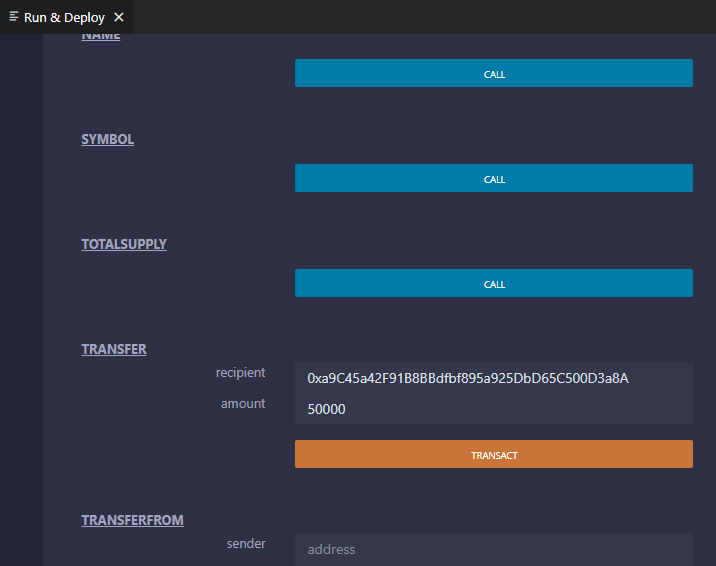 Run & Deploy
NAME
CALL
SYMBOL
CALL
TOTALSUPPLY
CALL
TRANSFER
recipient 0xa9C45a42F91B8BBdfbf895a925DbD65C500D3a8A
amount 50000
TRANSACT
TRANSFERFROM
sender address